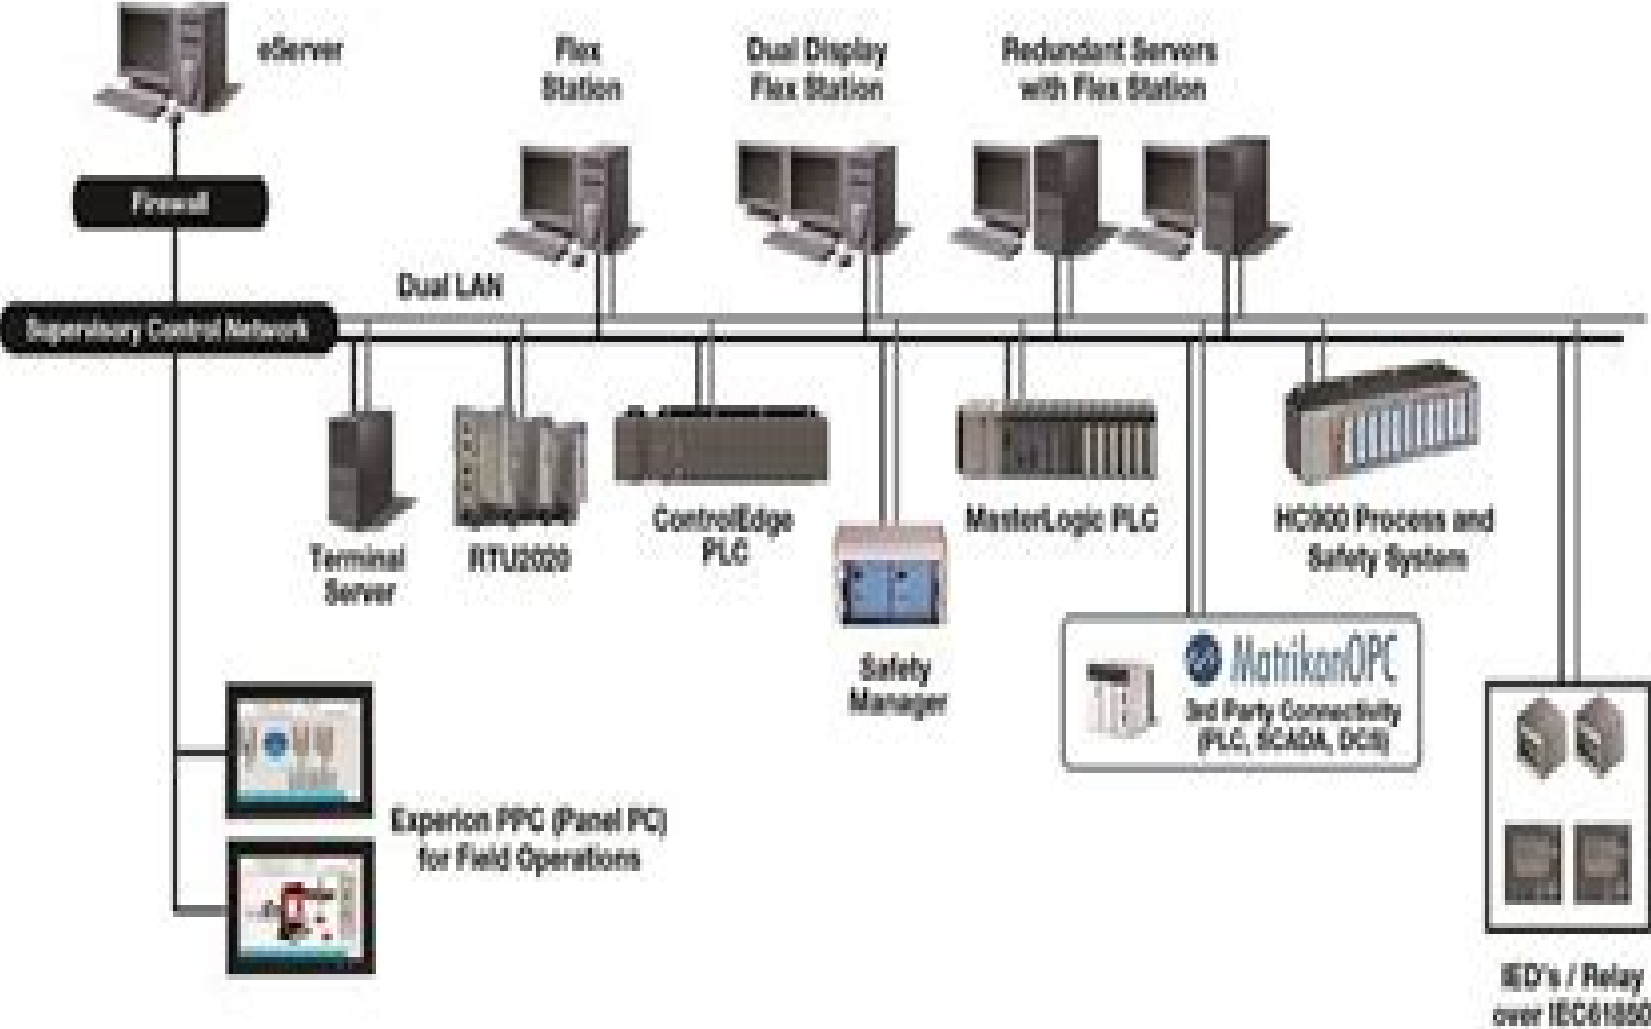 eServer
Flex
Station
Dual Display
Flex Station
Redundant Servers
with Flex Station
Firewall
Dual LAN
Supervisory Control Network
Terminal
Server
RTU2020
ControlEdge
PLC
Safety
Manager
MasterLogic PLC
HC900 Process and
Safety System
MatrikonOPC
3rd Party Connectivity
(PLC, SCADA, DCS)
Experion PPC (Panel PC)
for Field Operations
IED's / Relay
over IEC61850